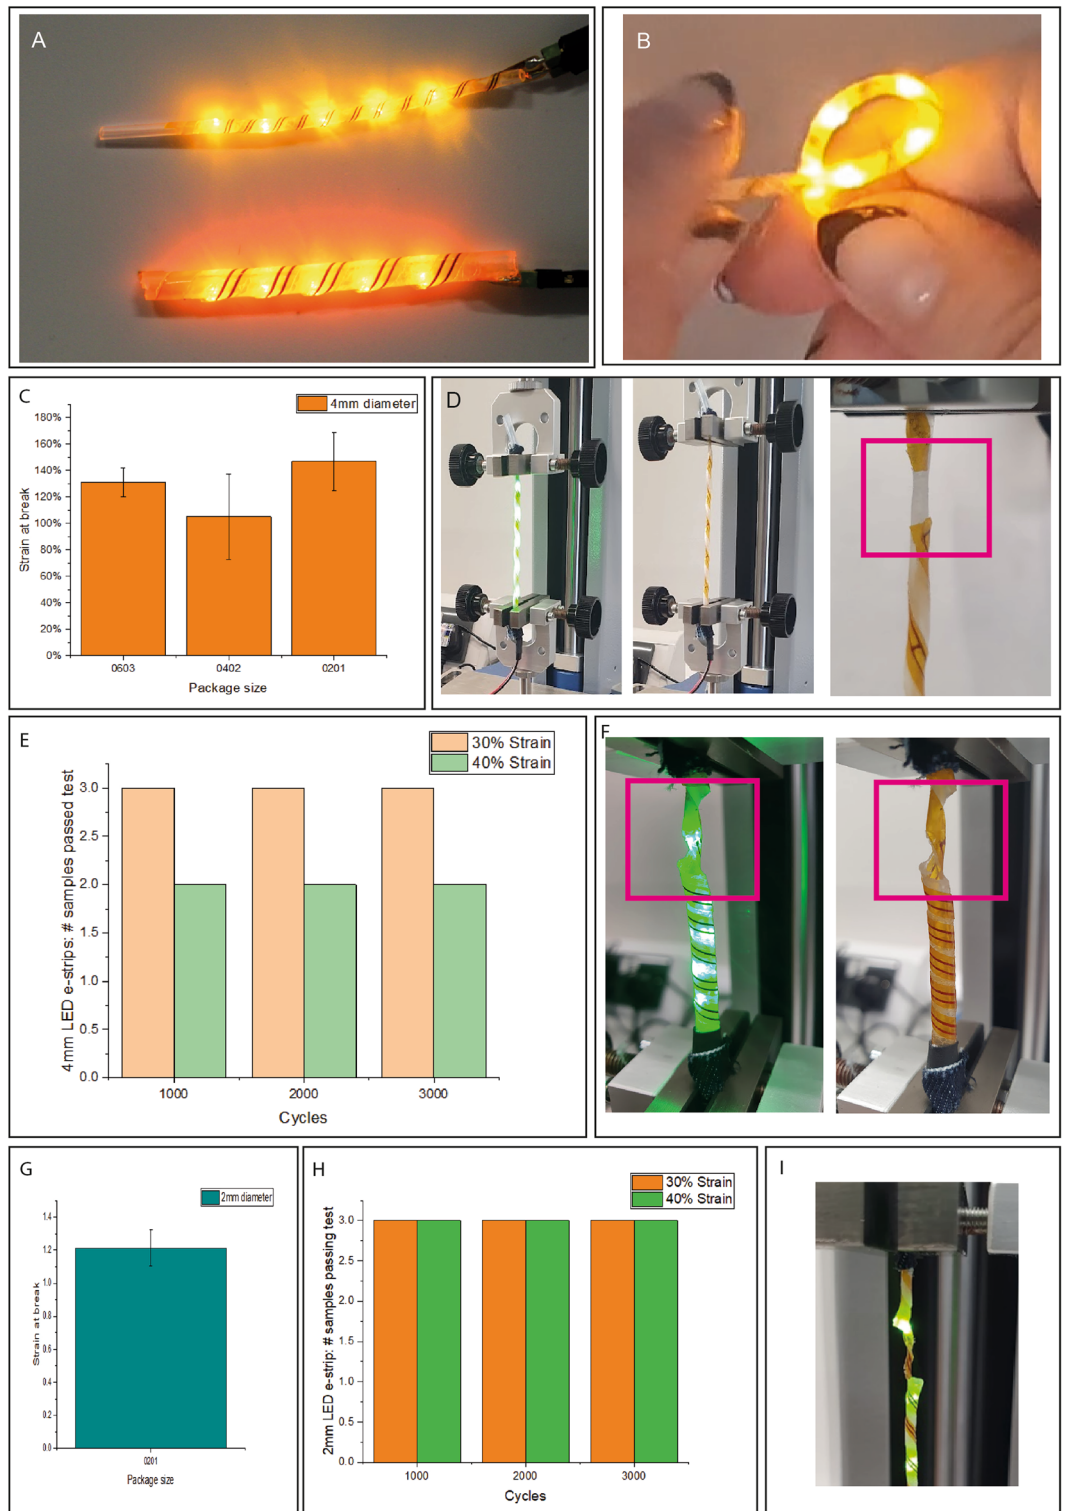 A
B
C
4mm diameter
180%
160%
140%
120%
100%
80%
60%
40%
20%
0%
Strain at break
0603
0402
0201
Package size
D
E
30% Strain
40% Strain
3.0
2.5
2.0
1.5
1.0
0.5
0.0
4mm LED e-strips: # samples passed test
1000
2000
3000
Cycles
F
G
2mm diameter
1.4
1.2
1.0
0.8
0.6
0.4
0.2
0.0
Strain at break
0201
Package size
H
30% Strain
40% Strain
3.0
2.5
2.0
1.5
1.0
0.5
0.0
2mm LED e-strip: # samples passing test
1000
2000
3000
Cycles
I